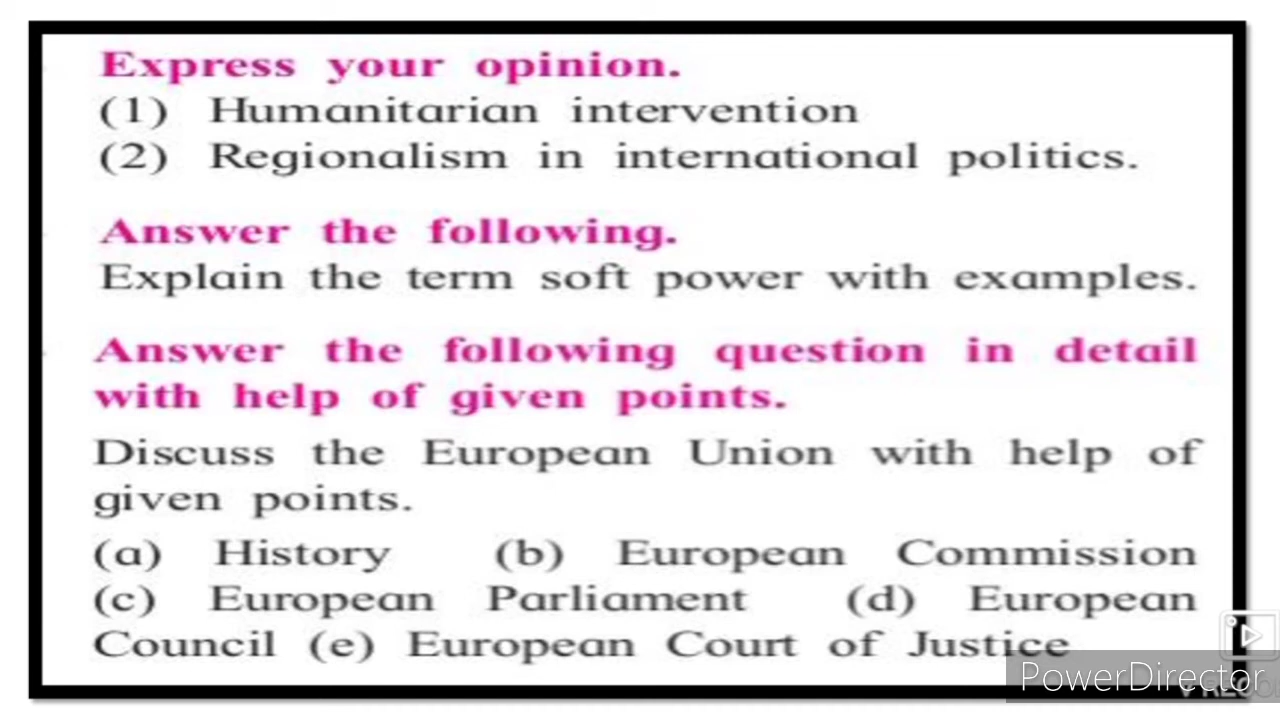 Express your opinion.
(1) Humanitarian intervention
(2) Regionalism in international politics.
Answer the following.
Explain the term soft power with examples.
Answer the following question in detail
with help of given points.
Discuss the European Union with help of
given points.
(a) History (b) European Commission
(c) European Parliament (d) European
Council (e) European Court of Justice
PowerDirector